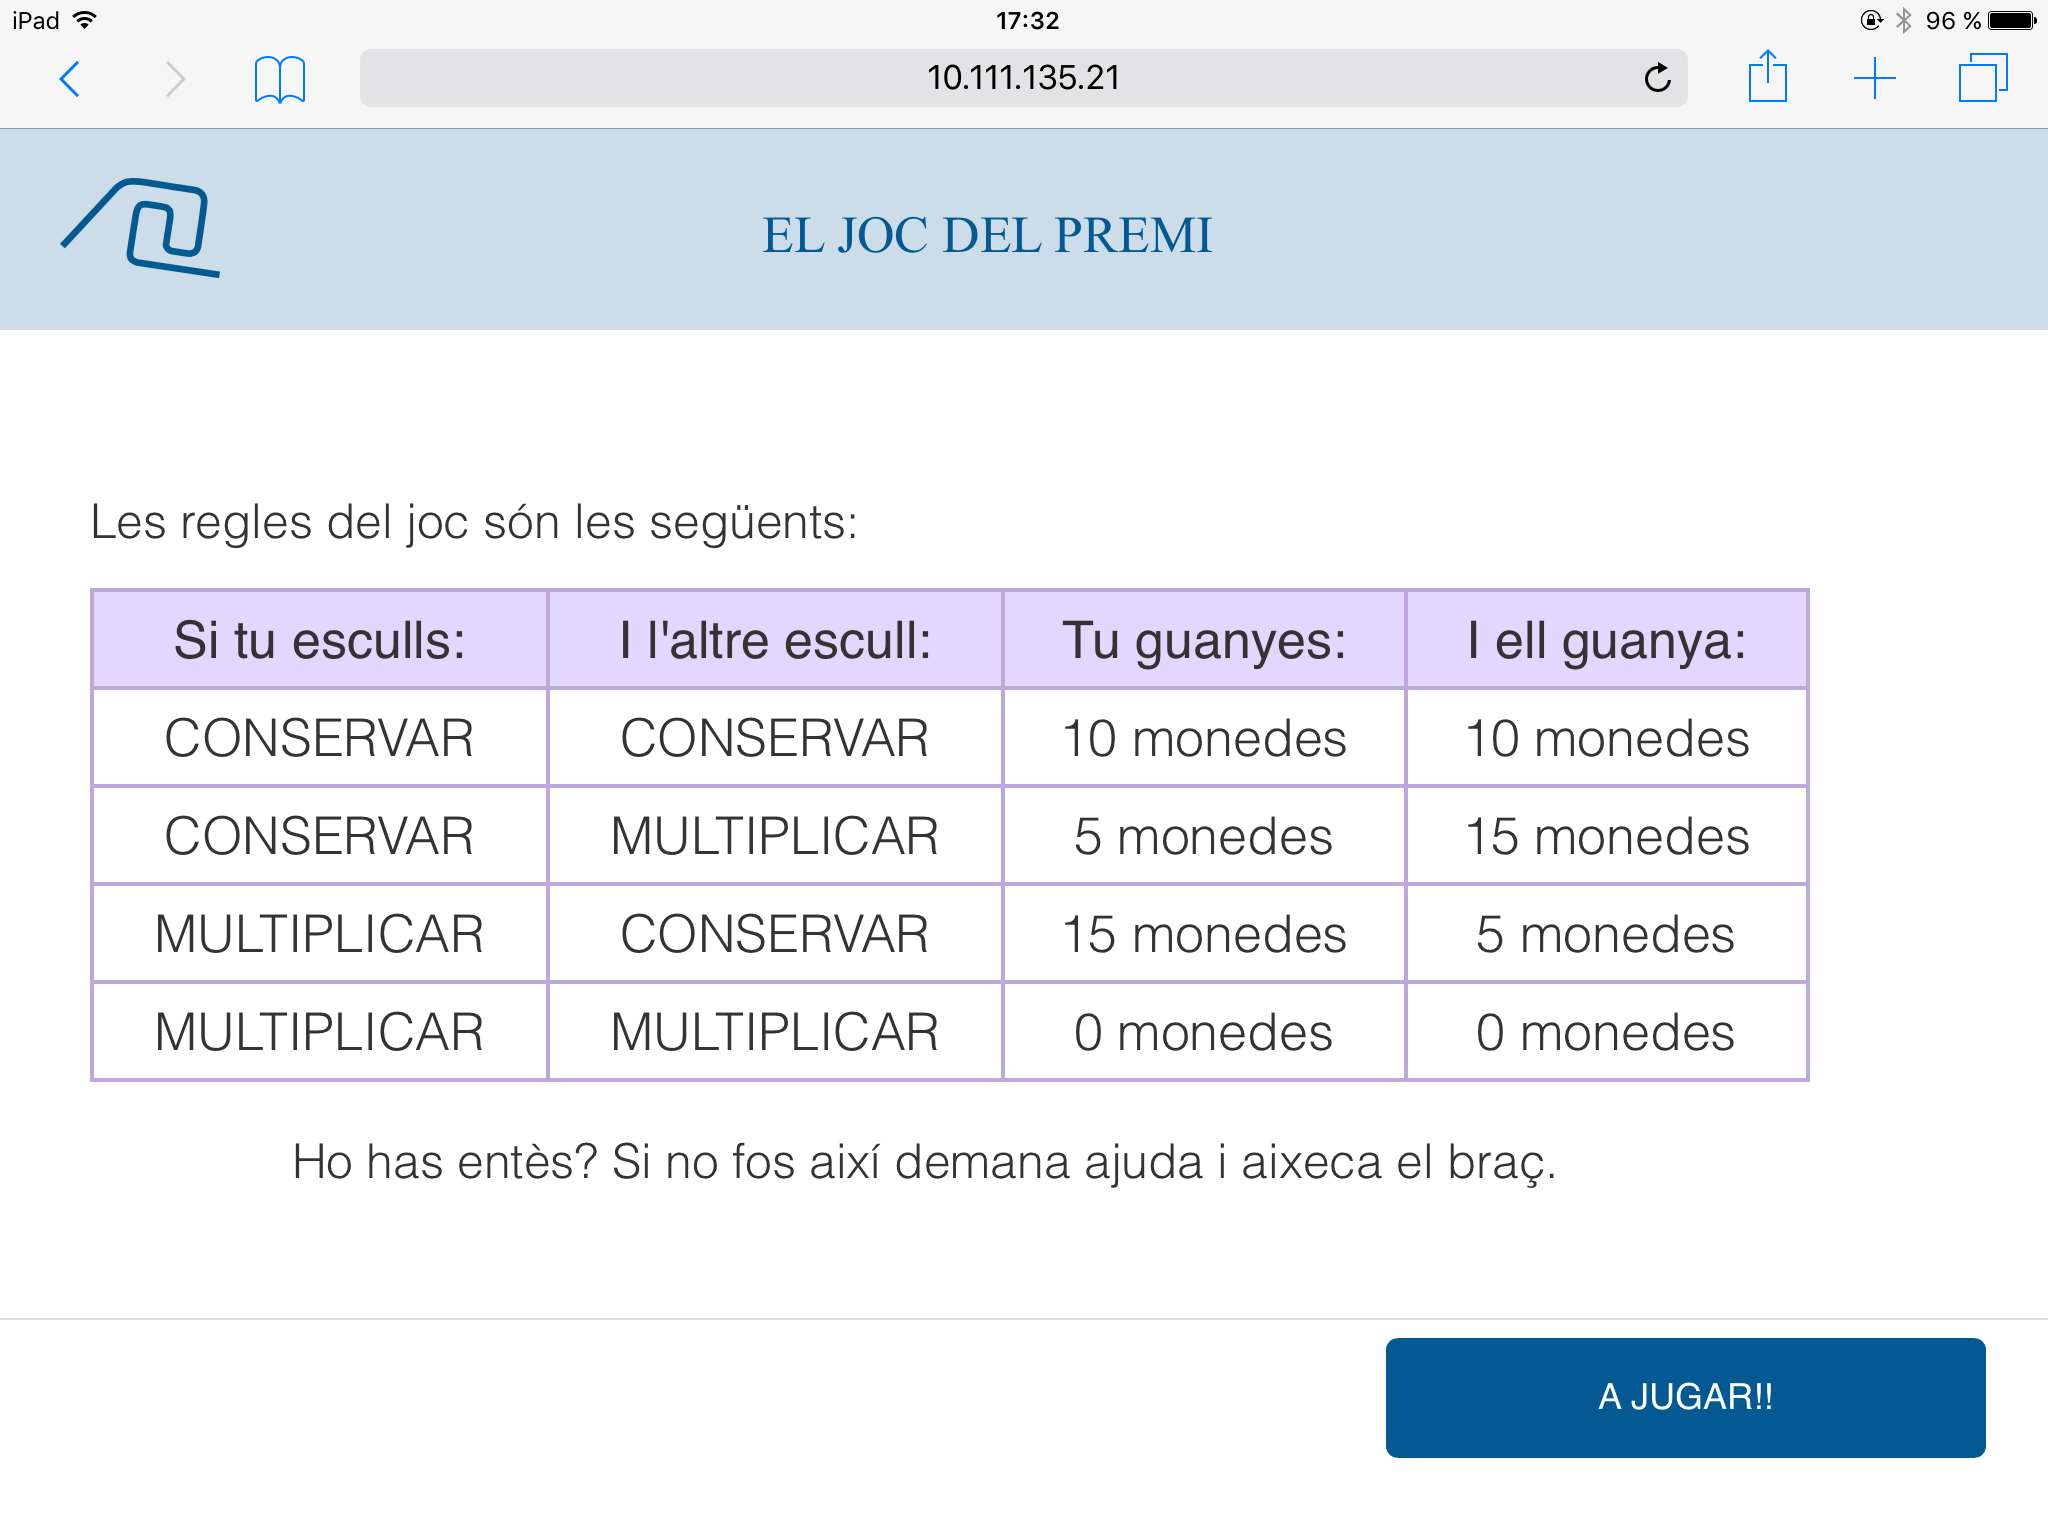 iPad 17:32 96 %
10.111.135.21
EL JOC DEL PREMI
Les regles del joc són les següents:
Si tu esculls: I l'altre escull: Tu guanyes: I ell guanya:
CONSERVAR CONSERVAR 10 monedes 10 monedes
CONSERVAR MULTIPLICAR 5 monedes 15 monedes
MULTIPLICAR CONSERVAR 15 monedes 5 monedes
MULTIPLICAR MULTIPLICAR 0 monedes 0 monedes
Ho has entès? Si no fos així demana ajuda i aixeca el braç.
A JUGAR!!